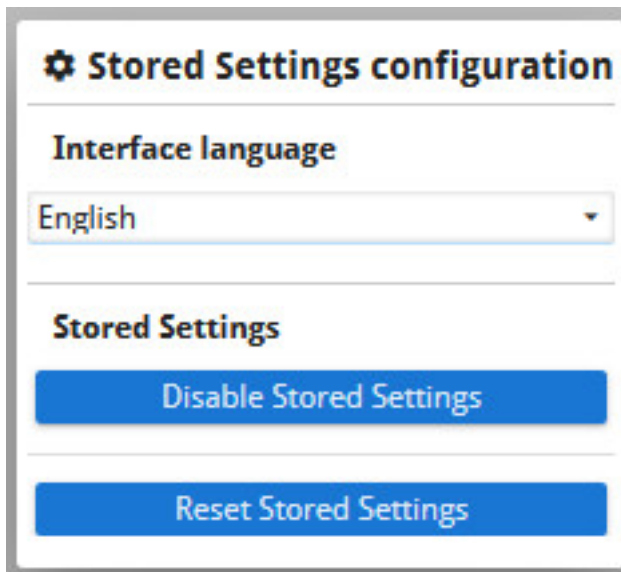 Stored Settings configuration
Interface language
English
Stored Settings
Disable Stored Settings
Reset Stored Settings